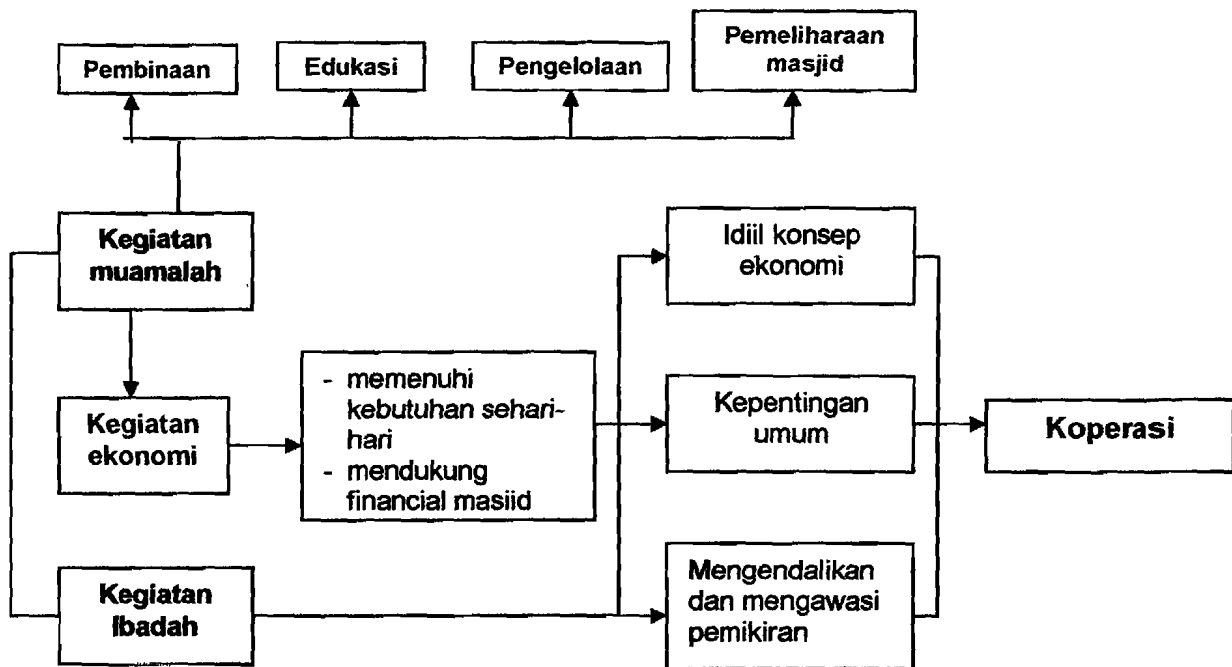 Pembinaan
Edukasi
Pengelolaan
Pemeliharaan
masjid
Kegiatan
muamalah
Idiil konsep
ekonomi
Kegiatan
ekonomi
- memenuhi
kebutuhan sehari-
hari
- mendukung
financial masiid
Kepentingan
umum
Koperasi
Kegiatan
Ibadah
Mengendalikan
dan mengawasi
pemikiran